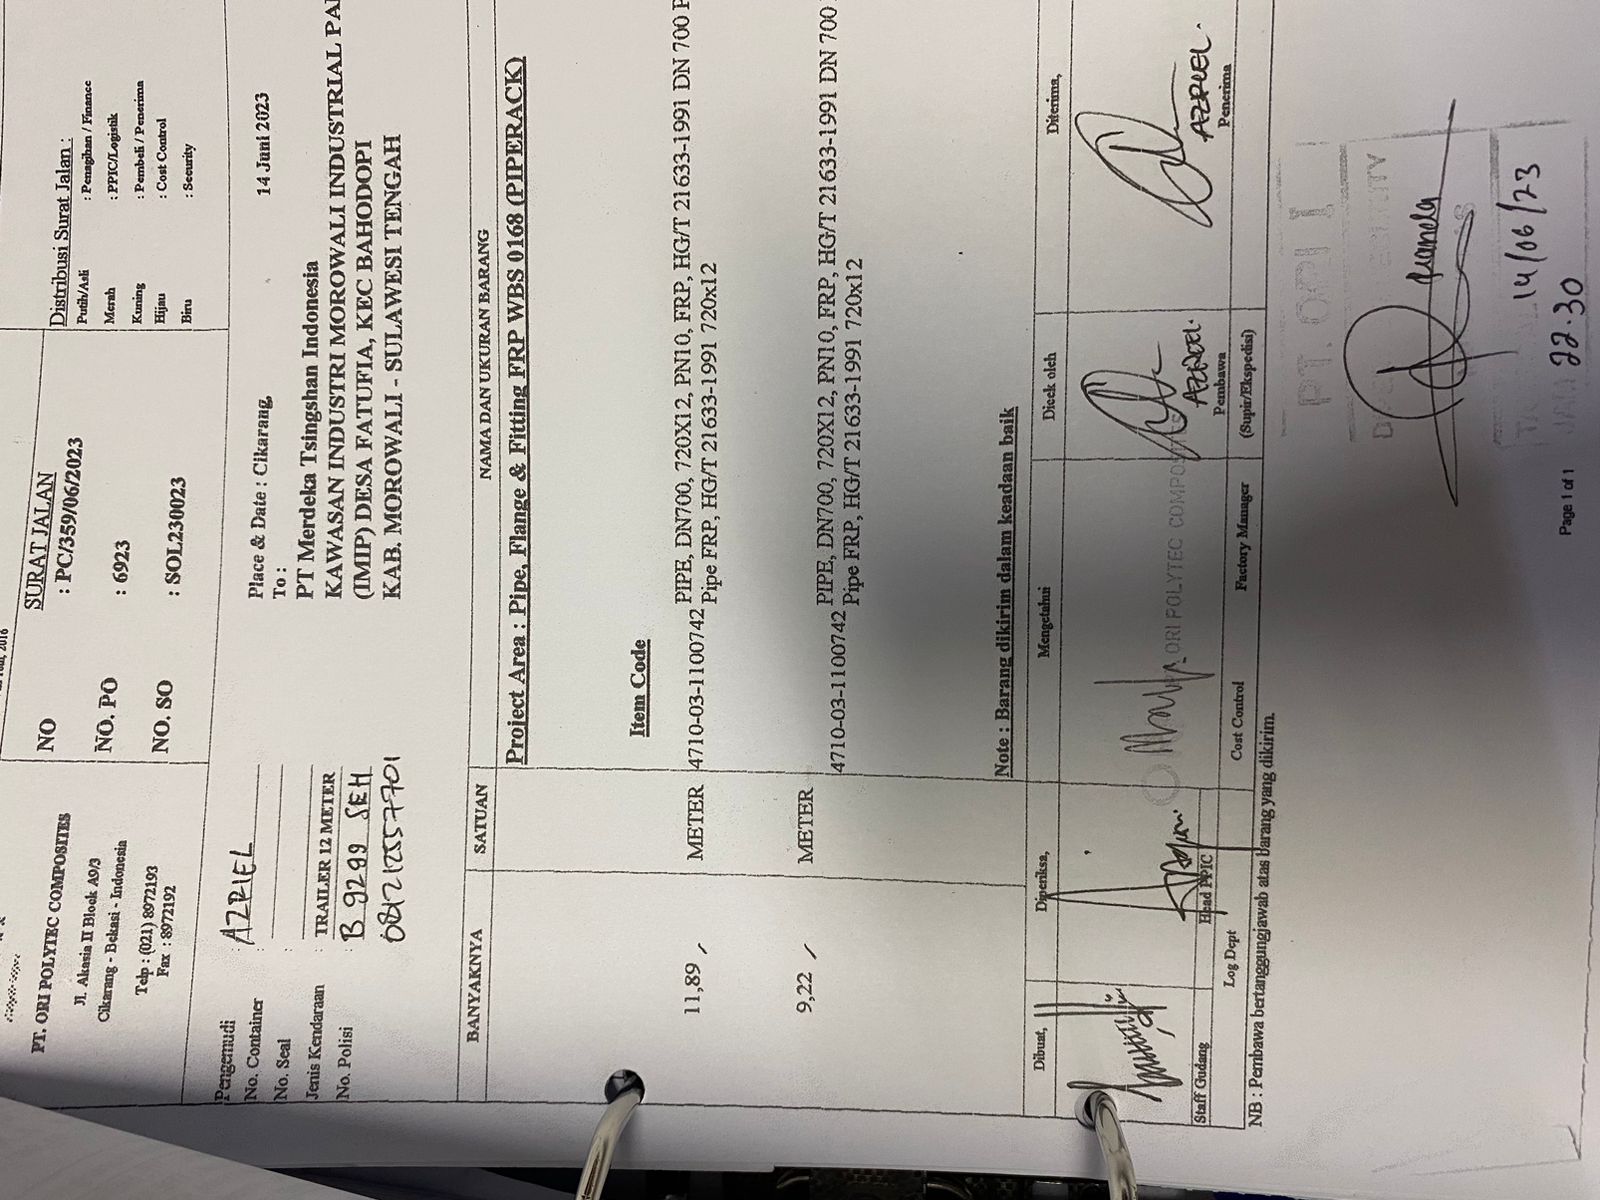 PT. ORI POLYTEC COMPOSITES
Jl. Akasia II Block A9/3
Cikarang - Bekasi - Indonesia
Telp : (021) 8972193
Fax : 8972192
SURAT JALAN
NO : PC/359/06/2023
NO. PO : 6923
NO. SO : SOL230023
Distribusi Surat Jalan :
Putih/Asli : Penagihan / Finance
Merah : PPIC/Logistik
Kuning : Pembeli / Penerima
Hijau : Cost Control
Biru : Security
Pengemudi : AZRIEL
No. Container :
No. Seal :
Jenis Kendaraan : TRAILER 12 METER
No. Polisi : B 9299 SEH
081212557701
Place & Date : Cikarang, 14 Juni 2023
To :
PT Merdeka Tsingshan Indonesia
KAWASAN INDUSTRI MOROWALI INDUSTRIAL PA
(IMIP) DESA FATUFIA, KEC BAHODOPI
KAB. MOROWALI - SULAWESI TENGAH
BANYAKNYA SATUAN NAMA DAN UKURAN BARANG
Project Area : Pipe, Flange & Fitting FRP WBS 0168 (PIPERACK)
Item Code
11,89 METER 4710-03-1100742 PIPE, DN700, 720X12, PN10, FRP, HG/T 21633-1991 DN 700 P
Pipe FRP, HG/T 21633-1991 720x12
9,22 METER 4710-03-1100742 PIPE, DN700, 720X12, PN10, FRP, HG/T 21633-1991 DN 700
Pipe FRP, HG/T 21633-1991 720x12
Note : Barang dikirim dalam keadaan baik
Dibuat, Diperiksa, Mengetahui Dicek oleh Diterima,
ORI POLYTEC COMPOS
AZRIEL. AZRIEL.
Staff Gudang Head PPIC Pembawa Penerima
Log Dept Cost Control Factory Manager (Supir/Ekspedisi)
NB : Pembawa bertanggungjawab atas barang yang dikirim.
PT. OPI I
14/06/23
22.30
Page 1 of 1